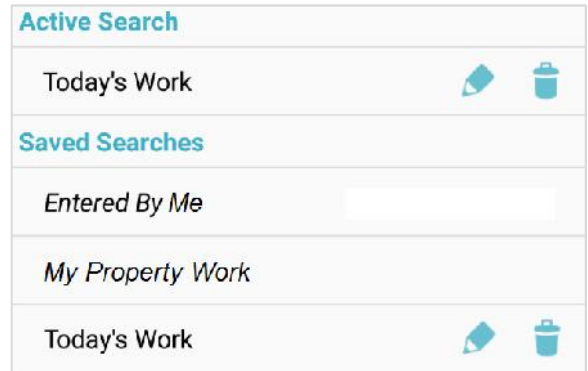 Active Search
Today's Work
Saved Searches
Entered By Me
My Property Work
Today's Work